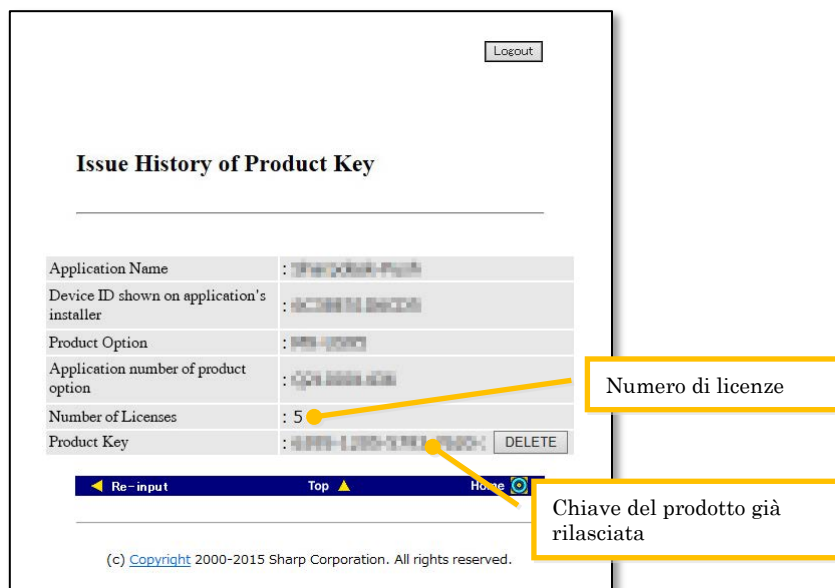 Logout
Issue History of Product Key
Application Name :
Device ID shown on application's
installer :
Product Option :
Application number of product
option :
Number of Licenses : 5
Product Key : DELETE
Numero di licenze
Re-input Top Home
Chiave del prodotto già
rilasciata
(c) Copyright 2000-2015 Sharp Corporation. All rights reserved.